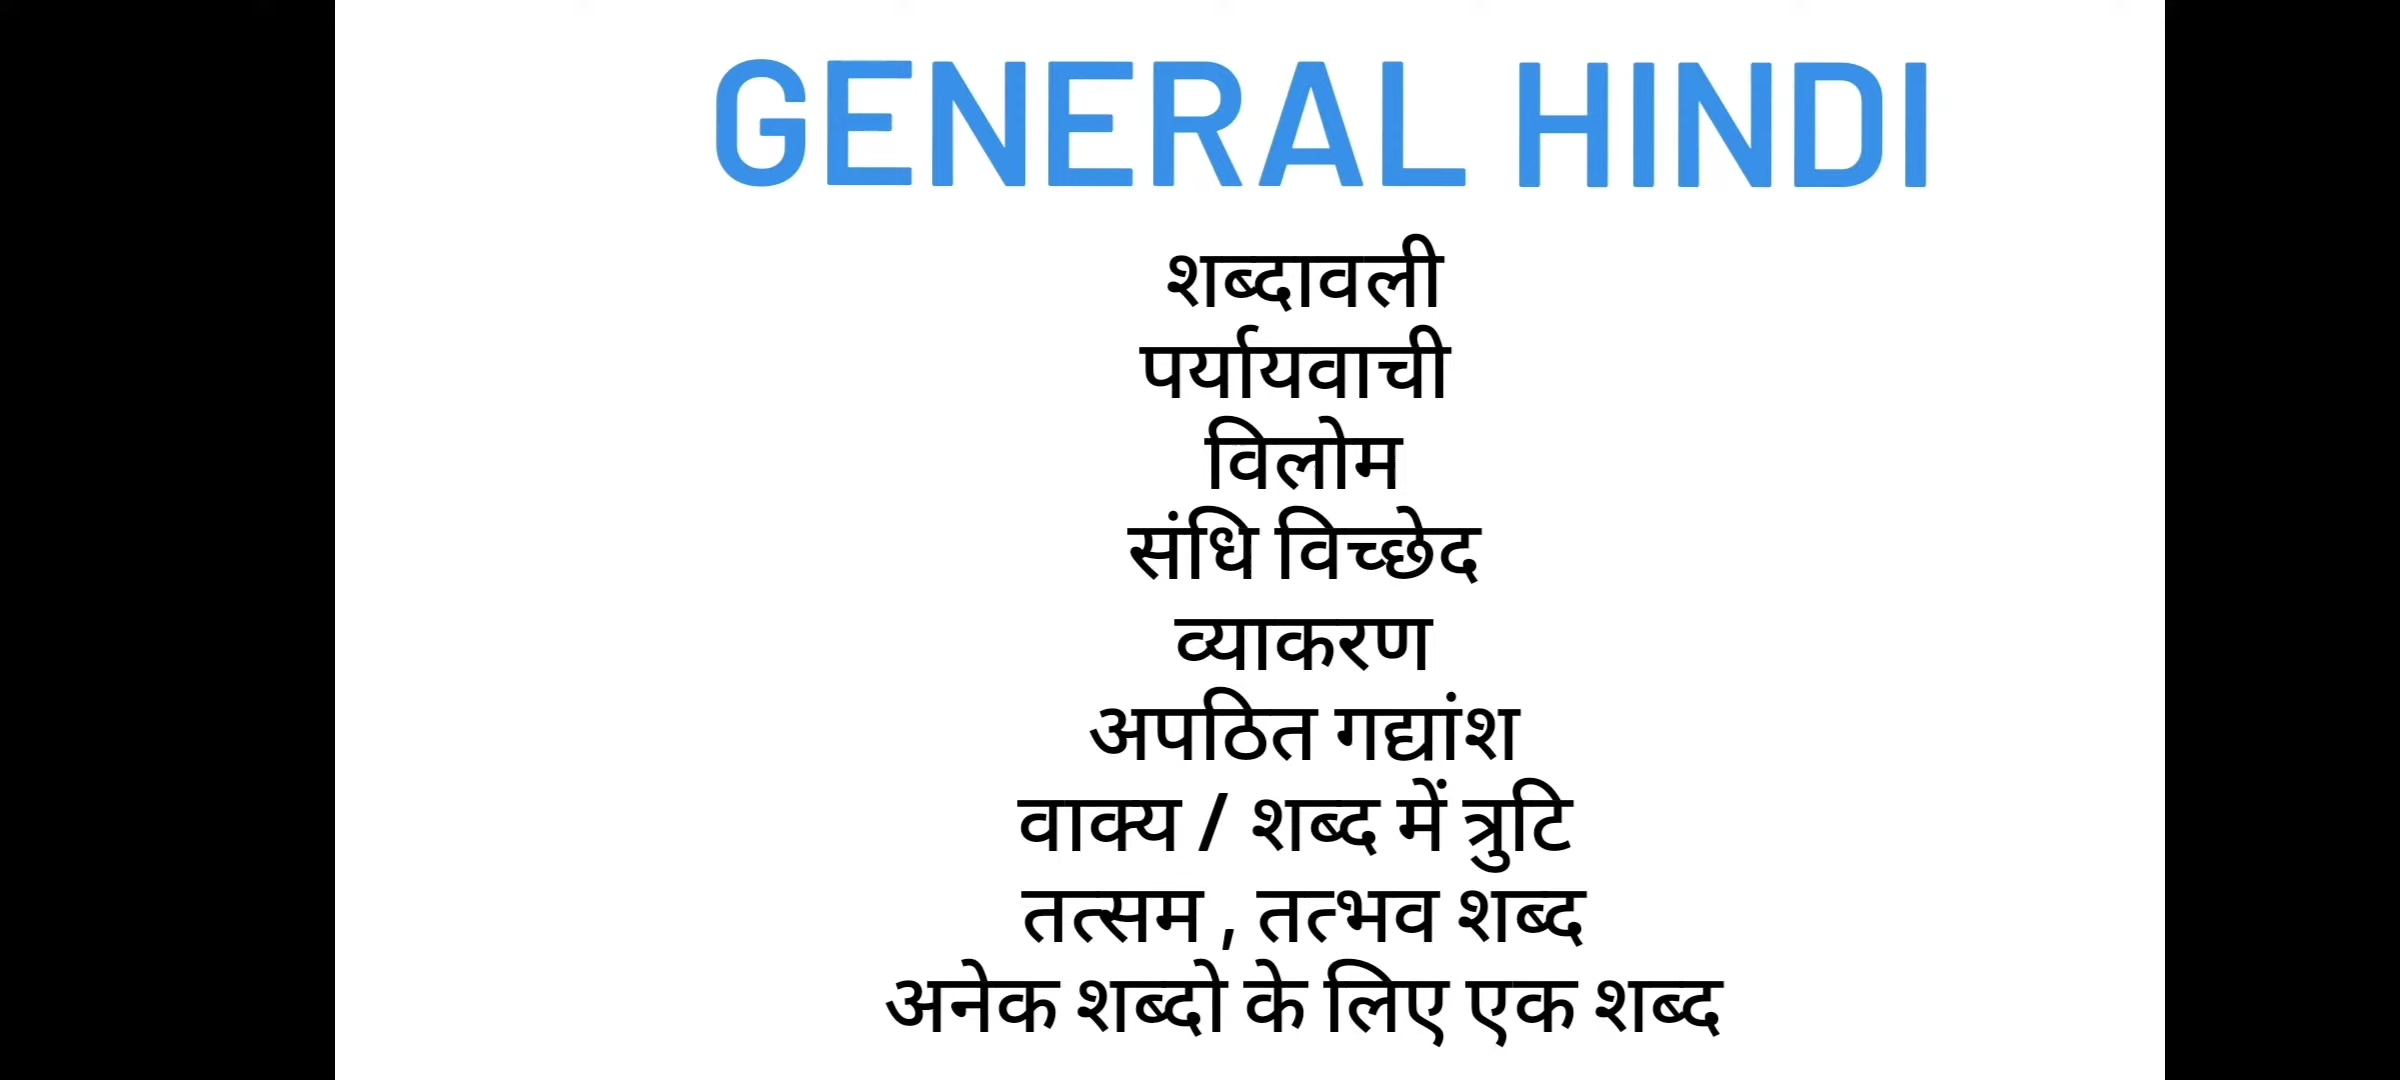 GENERAL HINDI
शब्दावली
पर्यायवाची
विलोम
संधि विच्छेद
व्याकरण
अपठित गद्यांश
वाक्य / शब्द में त्रुटि
तत्सम , तत्भव शब्द
अनेक शब्दो के लिए एक शब्द